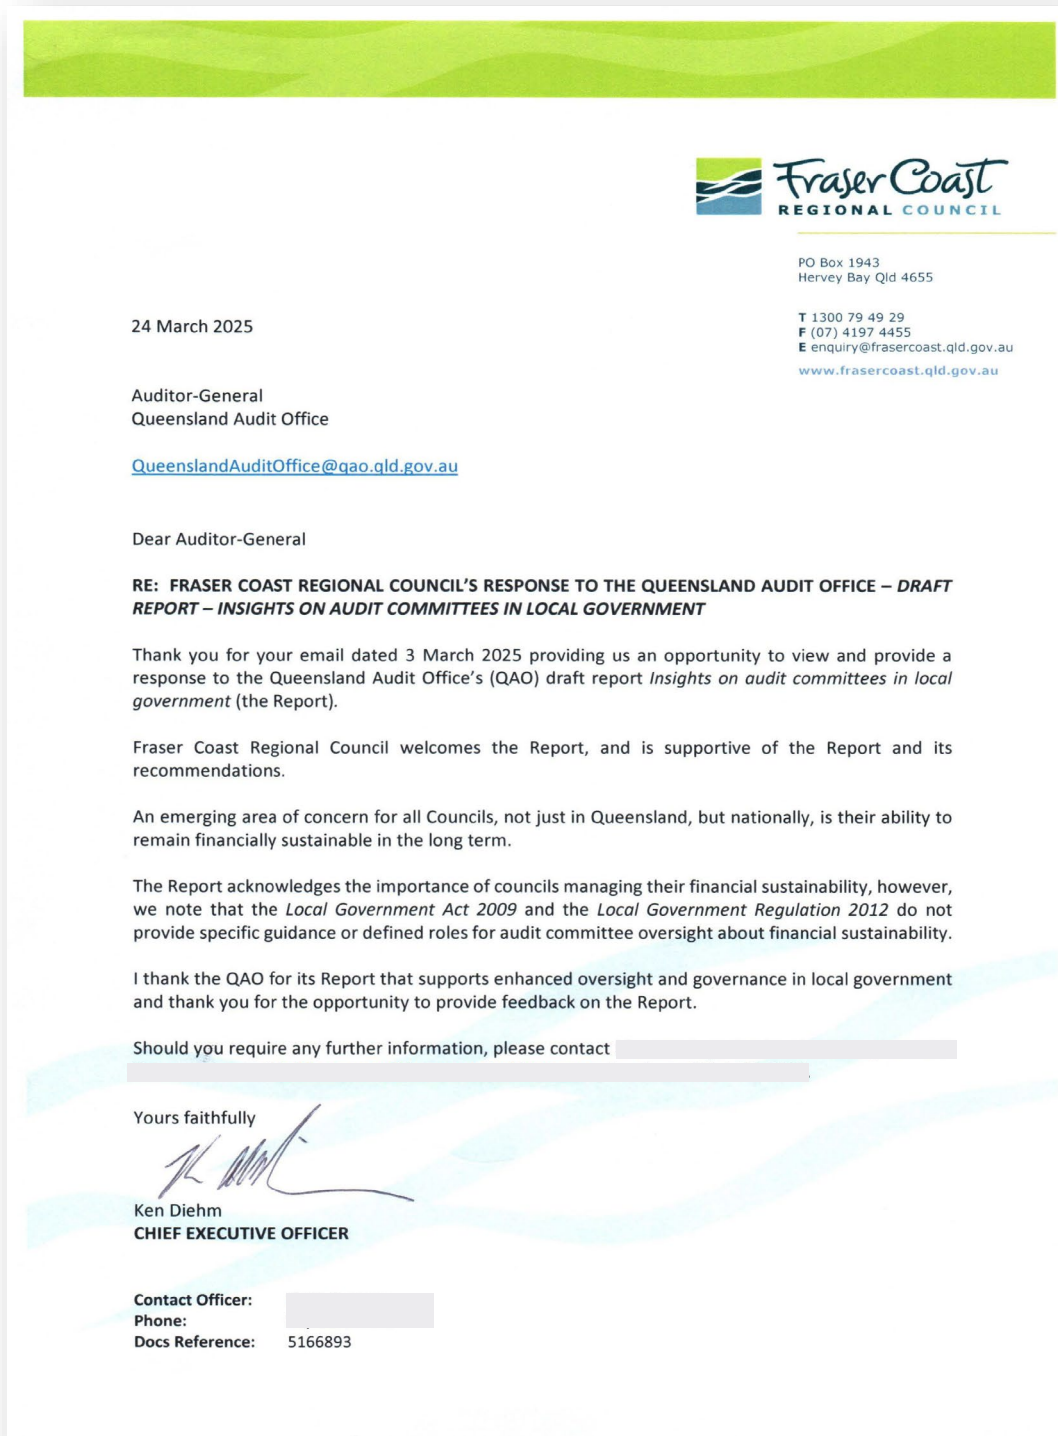 Fraser Coast
REGIONAL COUNCIL
PO Box 1943
Hervey Bay Qld 4655
T 1300 79 49 29
F (07) 4197 4455
E enquiry@frasercoast.qld.gov.au
www.frasercoast.qld.gov.au
24 March 2025
Auditor-General
Queensland Audit Office
QueenslandAuditOffice@qao.qld.gov.au
Dear Auditor-General
RE: FRASER COAST REGIONAL COUNCIL'S RESPONSE TO THE QUEENSLAND AUDIT OFFICE – DRAFT
REPORT – INSIGHTS ON AUDIT COMMITTEES IN LOCAL GOVERNMENT
Thank you for your email dated 3 March 2025 providing us an opportunity to view and provide a
response to the Queensland Audit Office's (QAO) draft report Insights on audit committees in local
government (the Report).
Fraser Coast Regional Council welcomes the Report, and is supportive of the Report and its
recommendations.
An emerging area of concern for all Councils, not just in Queensland, but nationally, is their ability to
remain financially sustainable in the long term.
The Report acknowledges the importance of councils managing their financial sustainability, however,
we note that the Local Government Act 2009 and the Local Government Regulation 2012 do not
provide specific guidance or defined roles for audit committee oversight about financial sustainability.
I thank the QAO for its Report that supports enhanced oversight and governance in local government
and thank you for the opportunity to provide feedback on the Report.
Should you require any further information, please contact
Yours faithfully
Ken Diehm
CHIEF EXECUTIVE OFFICER
Contact Officer:
Phone:
Docs Reference: 5166893